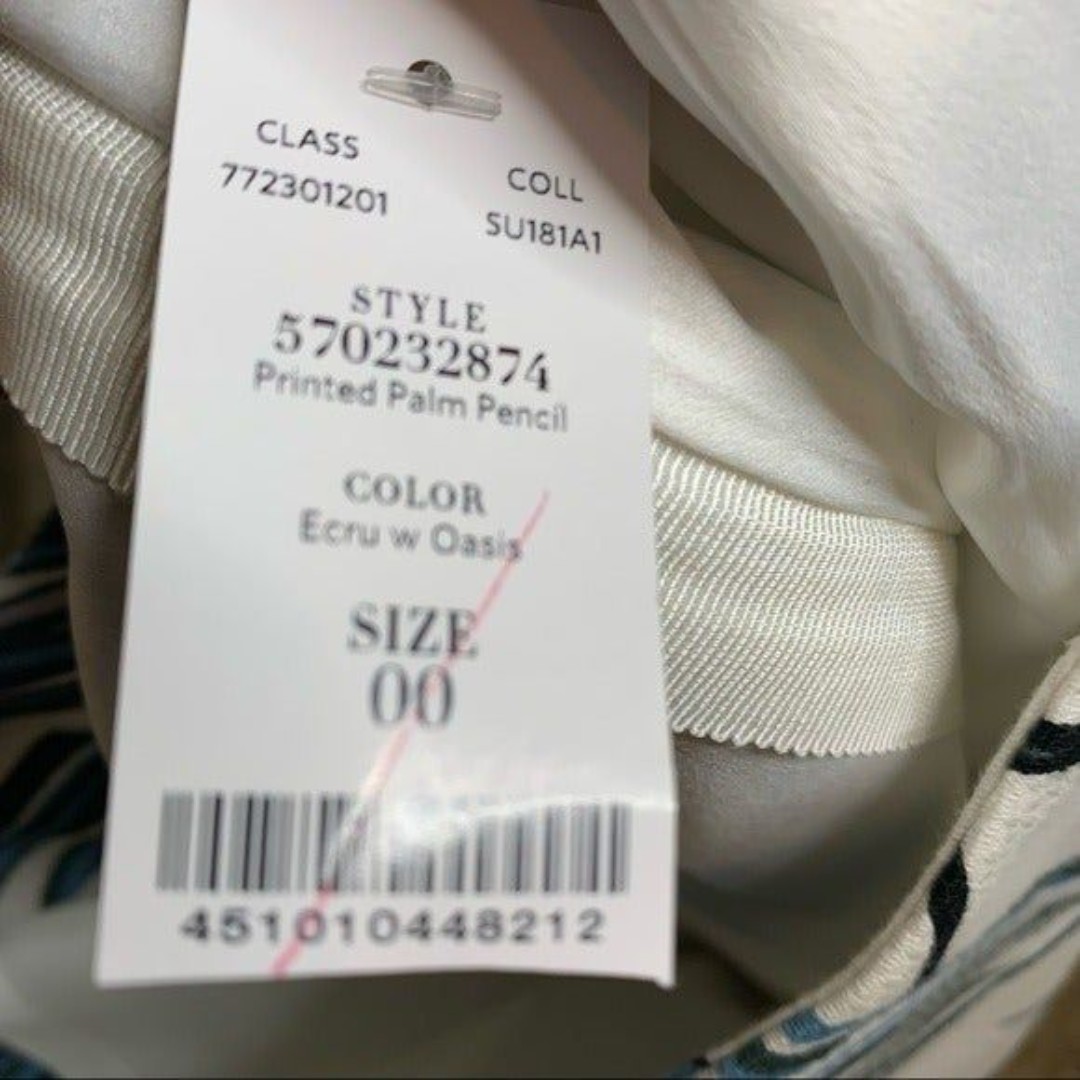 CLASS
772301201
COLL
SU181A1
STYLE
570232874
Printed Palm Pencil
COLOR
Ecru w Oasis
SIZE
00
451010448212